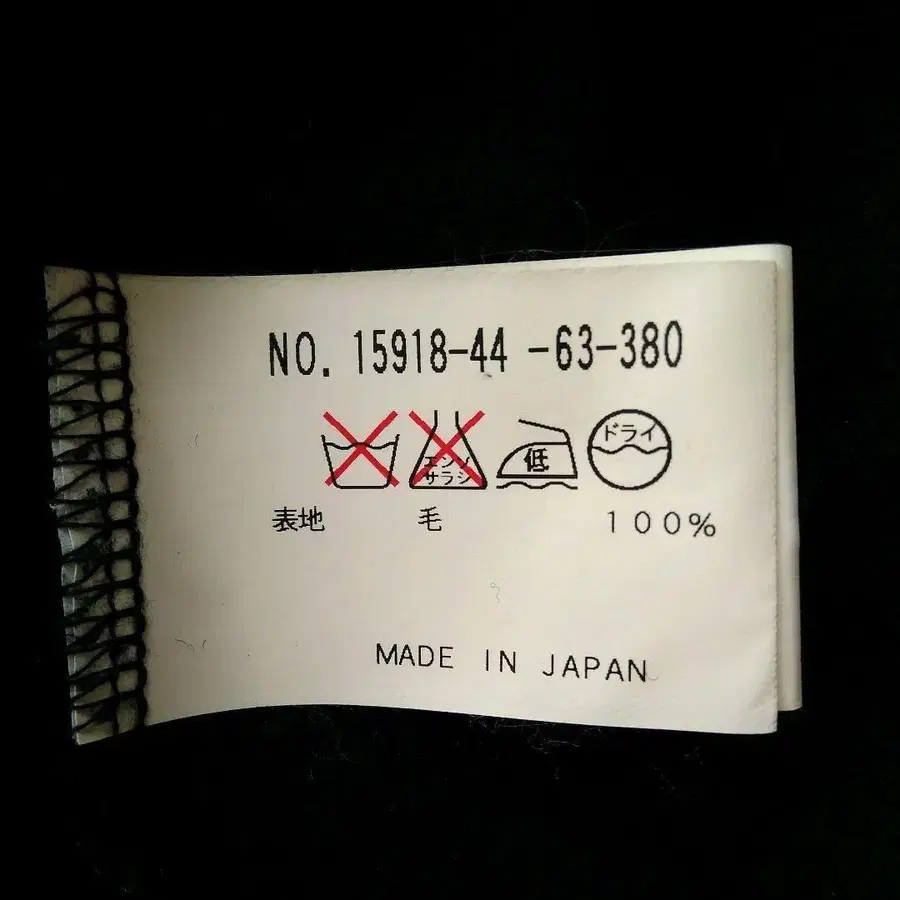 NO. 15918-44 -63-380
エンソ サラシ 低 ドライ
表地 毛 100%
MADE IN JAPAN